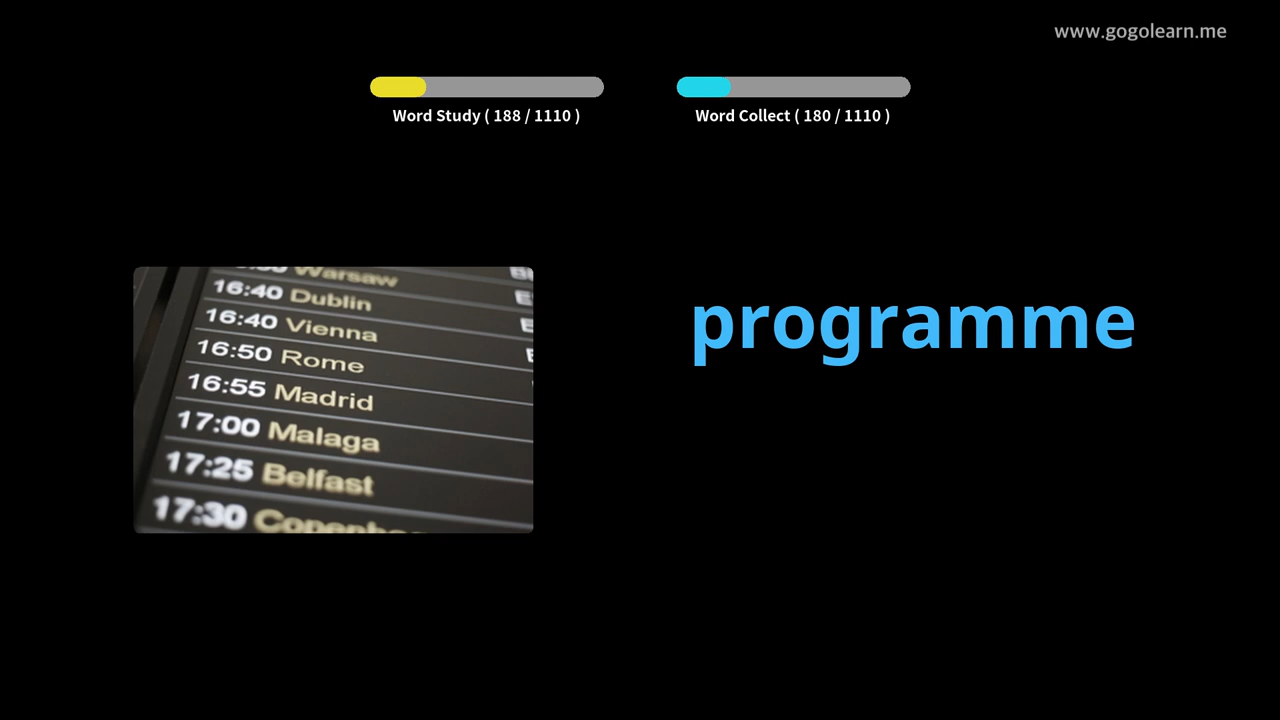 www.gogolearn.me
Word Study ( 188 / 1110 )
Word Collect ( 180 / 1110 )
Warsaw
16:40 Dublin
16:40 Vienna
16:50 Rome
16:55 Madrid
17:00 Malaga
17:25 Belfast
17:30
programme